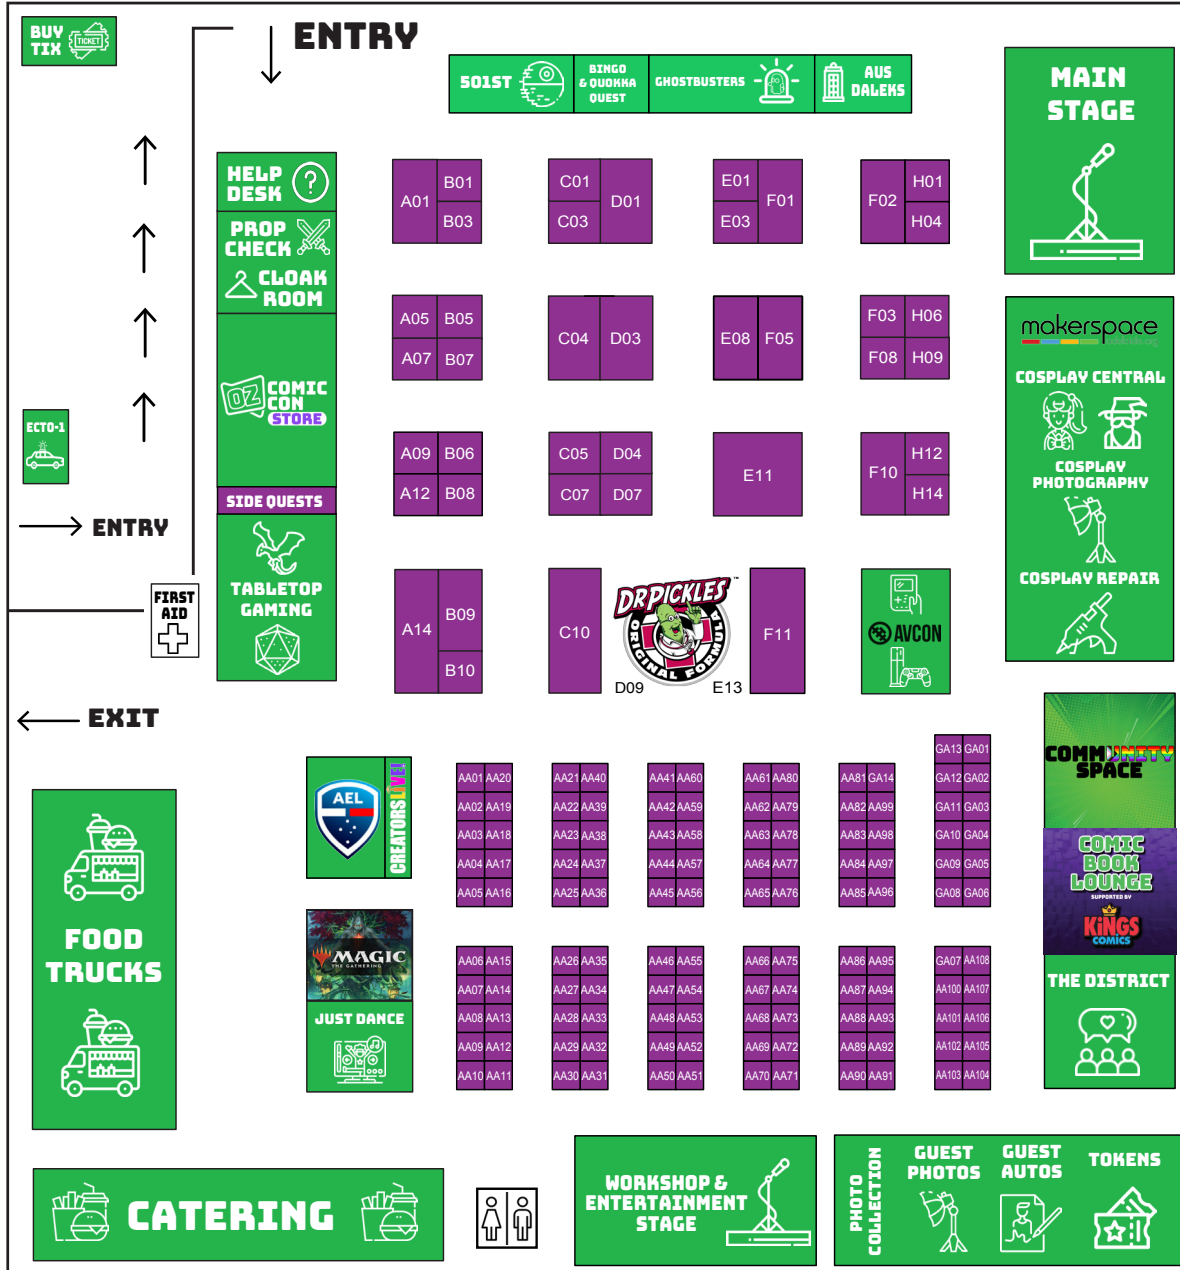 BUY
TIX
TICKET
ENTRY
501ST
BINGO
& QUOKKA
QUEST
GHOSTBUSTERS
AUS
DALEKS
MAIN
STAGE
HELP
DESK
?
PROP
CHECK
CLOAK
ROOM
OZ
COMIC
CON
STORE
SIDE QUESTS
TABLETOP
GAMING
ECTO-1
ENTRY
FIRST
AID
EXIT
A01 B01
B03
C01 D01
C03
E01 F01
E03
F02 H01
H04
A05 B05
A07 B07
C04 D03
E08 F05
F03 H06
F08 H09
A09 B06
A12 B08
C05 D04
C07 D07
E11
F10 H12
H14
A14 B09
B10
C10
DR PICKLES
™
ORIGINAL FORMULA
D09 E13
F11
AVCON
makerspace
COSPLAY CENTRAL
COSPLAY
PHOTOGRAPHY
COSPLAY REPAIR
COMMUNITY
SPACE
COMIC
BOOK
LOUNGE
SUPPORTED BY
KINGS
COMICS
THE DISTRICT
AEL
CREATORS LIVE!
MAGIC
THE GATHERING
JUST DANCE
FOOD
TRUCKS
GA13 GA01
AA01 AA20 AA21 AA40 AA41 AA60 AA61 AA80 AA81 GA14 GA12 GA02
AA02 AA19 AA22 AA39 AA42 AA59 AA62 AA79 AA82 AA99 GA11 GA03
AA03 AA18 AA23 AA38 AA43 AA58 AA63 AA78 AA83 AA98 GA10 GA04
AA04 AA17 AA24 AA37 AA44 AA57 AA64 AA77 AA84 AA97 GA09 GA05
AA05 AA16 AA25 AA36 AA45 AA56 AA65 AA76 AA85 AA96 GA08 GA06
AA06 AA15 AA26 AA35 AA46 AA55 AA66 AA75 AA86 AA95 GA07 AA108
AA07 AA14 AA27 AA34 AA47 AA54 AA67 AA74 AA87 AA94 AA100 AA107
AA08 AA13 AA28 AA33 AA48 AA53 AA68 AA73 AA88 AA93 AA101 AA106
AA09 AA12 AA29 AA32 AA49 AA52 AA69 AA72 AA89 AA92 AA102 AA105
AA10 AA11 AA30 AA31 AA50 AA51 AA70 AA71 AA90 AA91 AA103 AA104
CATERING
WORKSHOP &
ENTERTAINMENT
STAGE
PHOTO
COLLECTION
GUEST
PHOTOS
GUEST
AUTOS
TOKENS